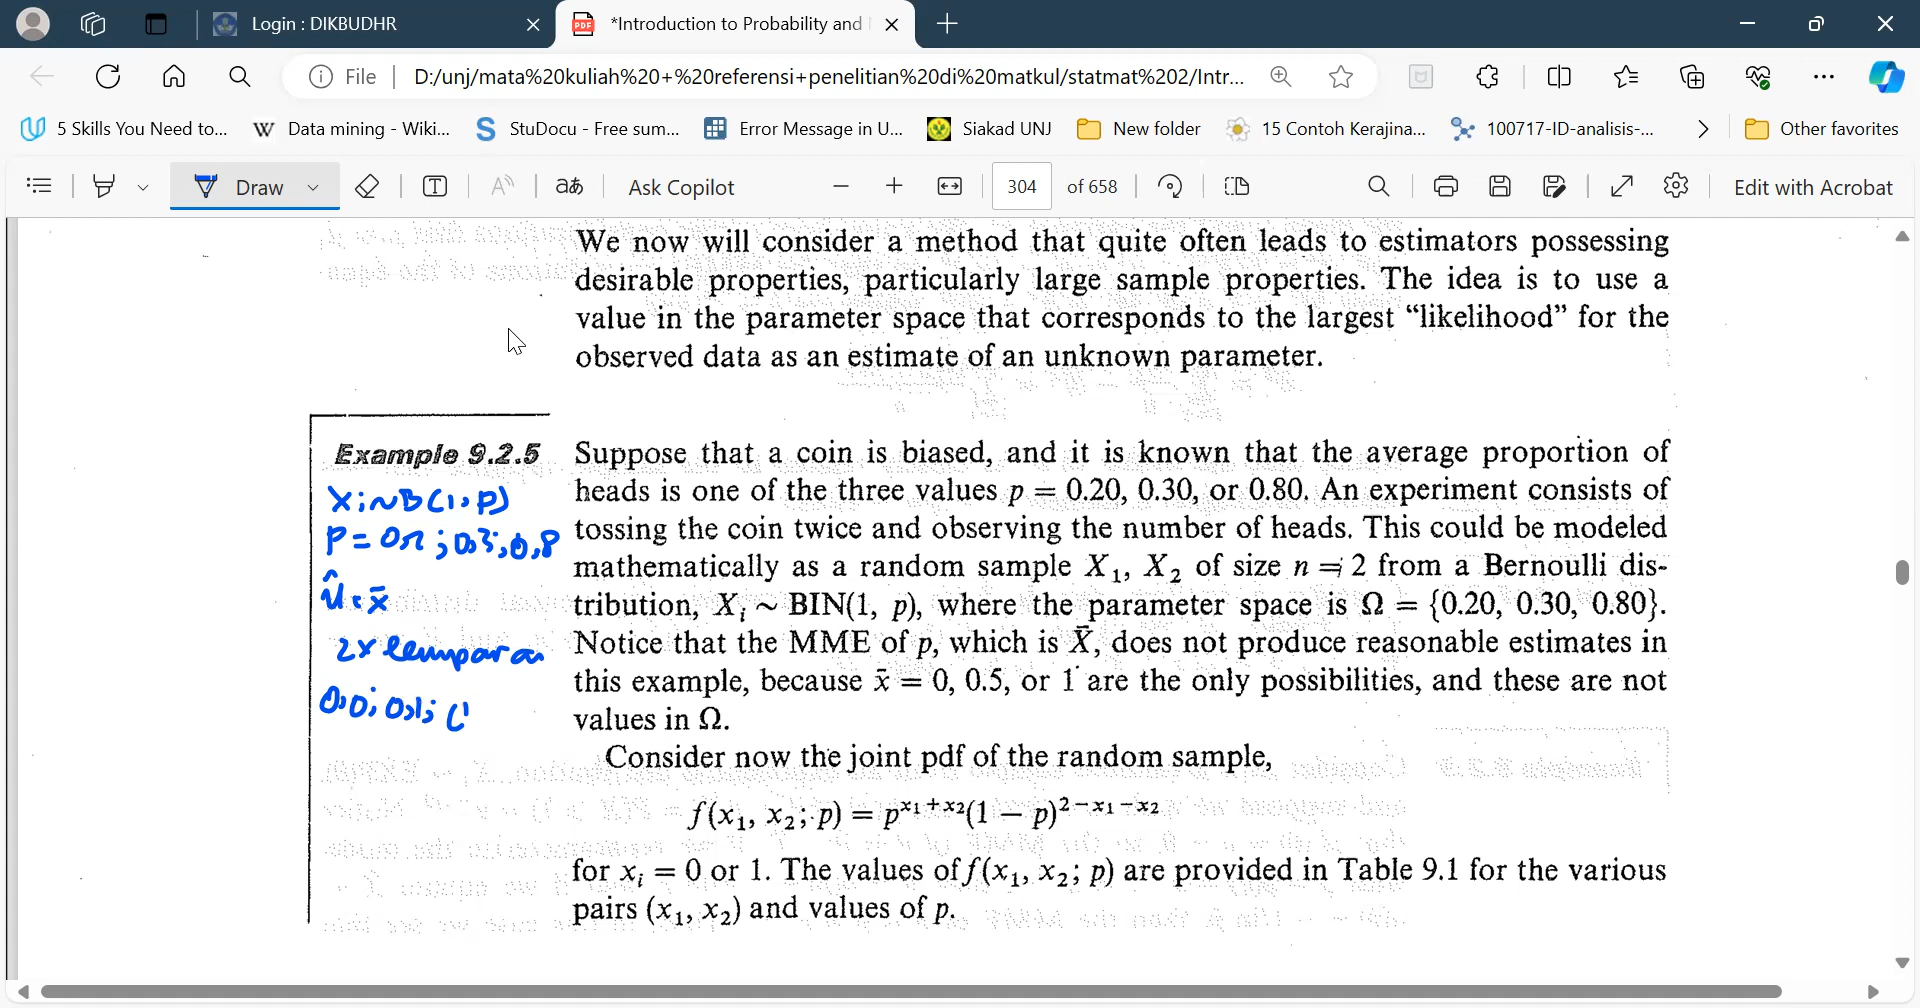 Login : DIKBUDHR
*Introduction to Probability and
File
D:/unj/mata%20kuliah%20+%20referensi+penelitian%20di%20matkul/statmat%202/Intr...
5 Skills You Need to...
Data mining - Wiki...
StuDocu - Free sum...
Error Message in U...
Siakad UNJ
New folder
15 Contoh Kerajina...
100717-ID-analisis-...
Other favorites
Draw
aあ
Ask Copilot
304 of 658
Edit with Acrobat
We now will consider a method that quite often leads to estimators possessing
desirable properties, particularly large sample properties. The idea is to use a
value in the parameter space that corresponds to the largest “likelihood” for the
observed data as an estimate of an unknown parameter.
Example 9.2.5
Suppose that a coin is biased, and it is known that the average proportion of
heads is one of the three values p = 0.20, 0.30, or 0.80. An experiment consists of
tossing the coin twice and observing the number of heads. This could be modeled
mathematically as a random sample X₁, X₂ of size n = 2 from a Bernoulli dis-
tribution, Xᵢ ~ BIN(1, p), where the parameter space is Ω = {0.20, 0.30, 0.80}.
Notice that the MME of p, which is X̄, does not produce reasonable estimates in
this example, because x̄ = 0, 0.5, or 1 are the only possibilities, and these are not
values in Ω.
Consider now the joint pdf of the random sample,
f(x₁, x₂; p) = p^(x₁+x₂)(1 − p)^(2−x₁−x₂)
for xᵢ = 0 or 1. The values of f(x₁, x₂; p) are provided in Table 9.1 for the various
pairs (x₁, x₂) and values of p.
Xi~B(1,p)
P = 0,2 ; 0,3 ; 0,8
2x lemparan